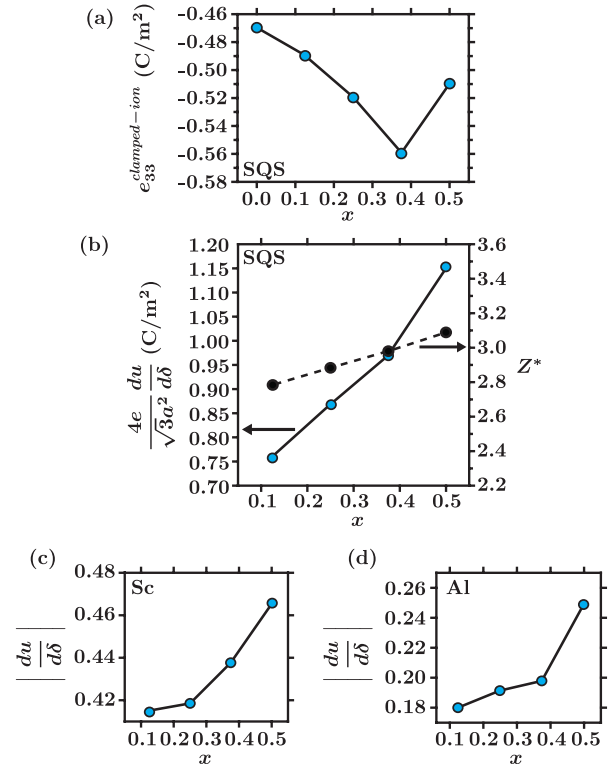 (a)
e_{33}^{clamped−ion} (C/m²)
-0.46
-0.48
-0.50
-0.52
-0.54
-0.56
-0.58
SQS
0.0 0.1 0.2 0.3 0.4 0.5
x
(b)
4e/√3a² du/dδ (C/m²)
1.20
1.15
1.10
1.05
1.00
0.95
0.90
0.85
0.80
0.75
0.70
SQS
3.6
3.4
3.2
3.0
2.8
2.6
2.4
2.2
Z*
0.1 0.2 0.3 0.4 0.5
x
(c)
|du/dδ|
0.48
0.46
0.44
0.42
Sc
0.1 0.2 0.3 0.4 0.5
x
(d)
|du/dδ|
0.26
0.24
0.22
0.20
0.18
Al
0.1 0.2 0.3 0.4 0.5
x